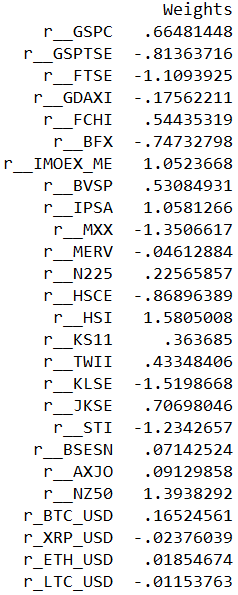 Weights
r__GSPC .66481448
r__GSPTSE -.81363716
r__FTSE -1.1093925
r__GDAXI -.17562211
r__FCHI .54435319
r__BFX -.74732798
r__IMOEX_ME 1.0523668
r__BVSP .53084931
r__IPSA 1.0581266
r__MXX -1.3506617
r__MERV -.04612884
r__N225 .22565857
r__HSCE -.86896389
r__HSI 1.5805008
r__KS11 .363685
r__TWII .43348406
r__KLSE -1.5198668
r__JKSE .70698046
r__STI -1.2342657
r__BSESN .07142524
r__AXJO .09129858
r__NZ50 1.3938292
r_BTC_USD .16524561
r_XRP_USD -.02376039
r_ETH_USD .01854674
r_LTC_USD -.01153763